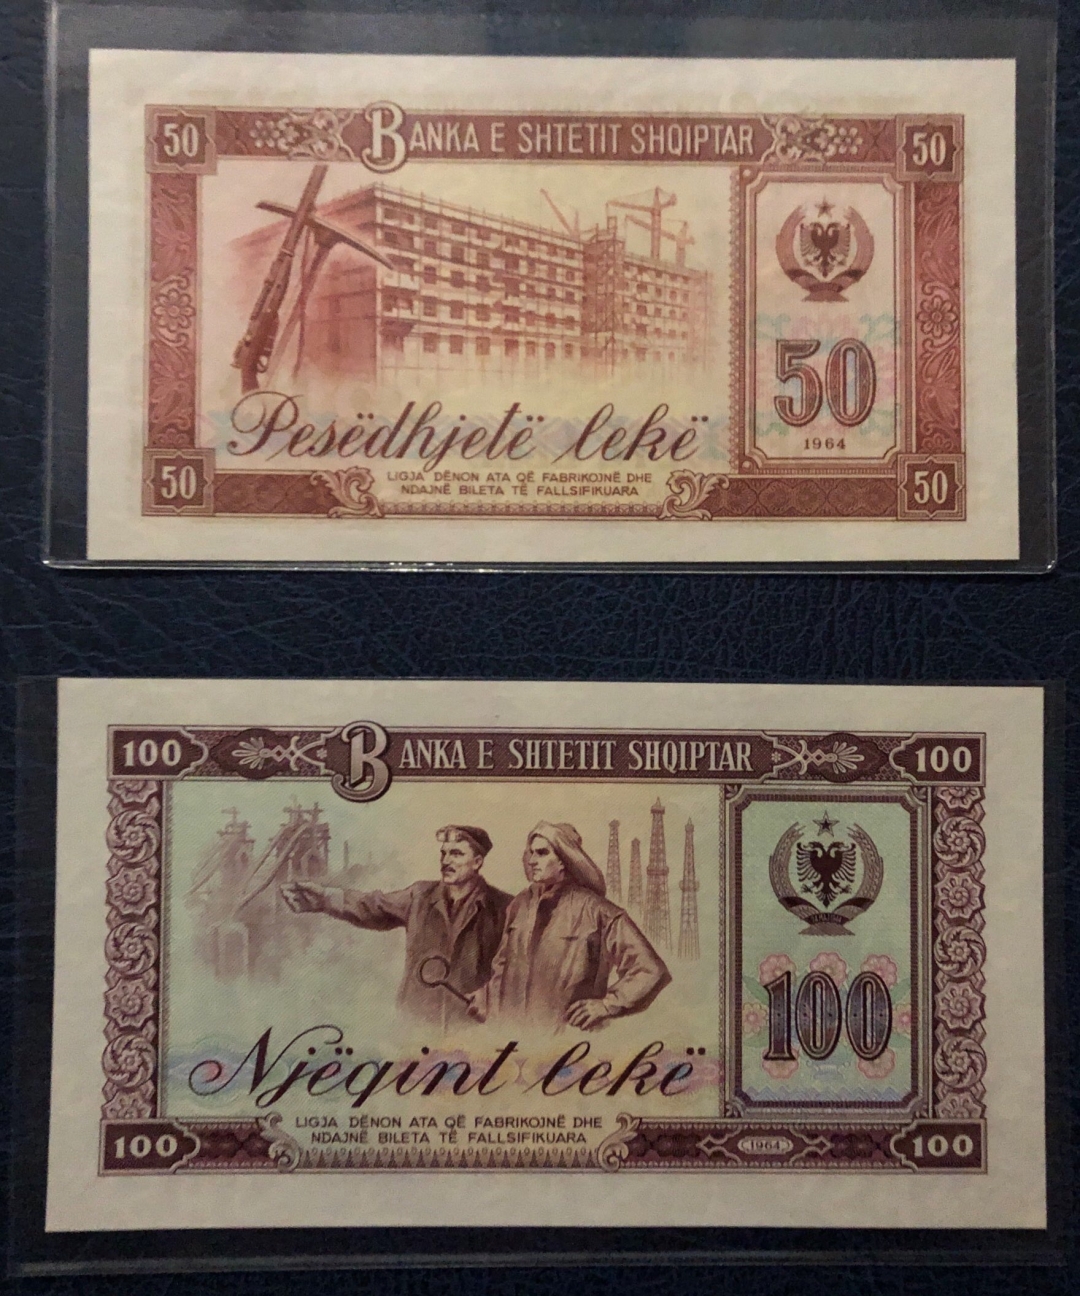 50 BANKA E SHTETIT SHQIPTAR 50
50
1964
Pesëdhjetë lekë
LIGJA DËNON ATA QË FABRIKOJNË DHE
NDAJNË BILETA TË FALLSIFIKUARA
50 50
100 BANKA E SHTETIT SHQIPTAR 100
100
Njëqint lekë
LIGJA DËNON ATA QË FABRIKOJNË DHE
NDAJNË BILETA TË FALLSIFIKUARA
100 1964 100